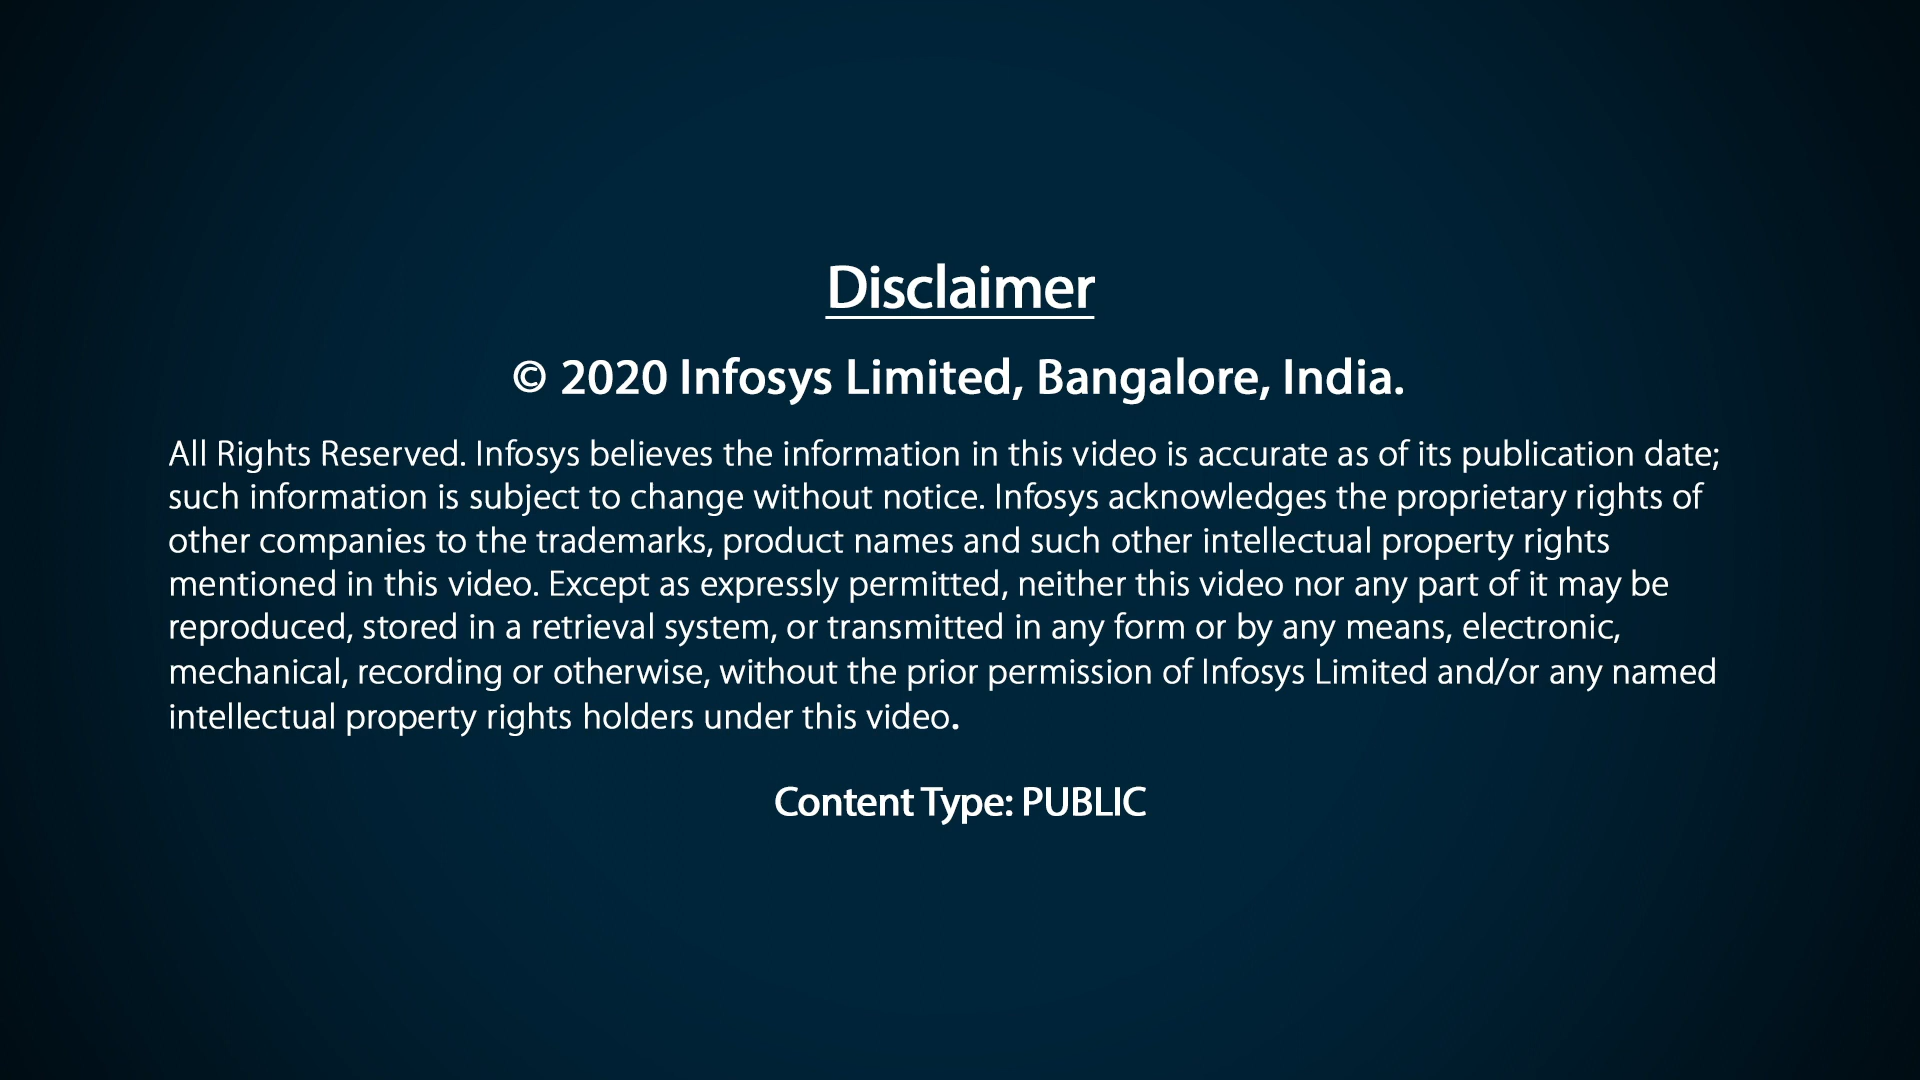 Disclaimer
© 2020 Infosys Limited, Bangalore, India.
All Rights Reserved. Infosys believes the information in this video is accurate as of its publication date;
such information is subject to change without notice. Infosys acknowledges the proprietary rights of
other companies to the trademarks, product names and such other intellectual property rights
mentioned in this video. Except as expressly permitted, neither this video nor any part of it may be
reproduced, stored in a retrieval system, or transmitted in any form or by any means, electronic,
mechanical, recording or otherwise, without the prior permission of Infosys Limited and/or any named
intellectual property rights holders under this video.
Content Type: PUBLIC